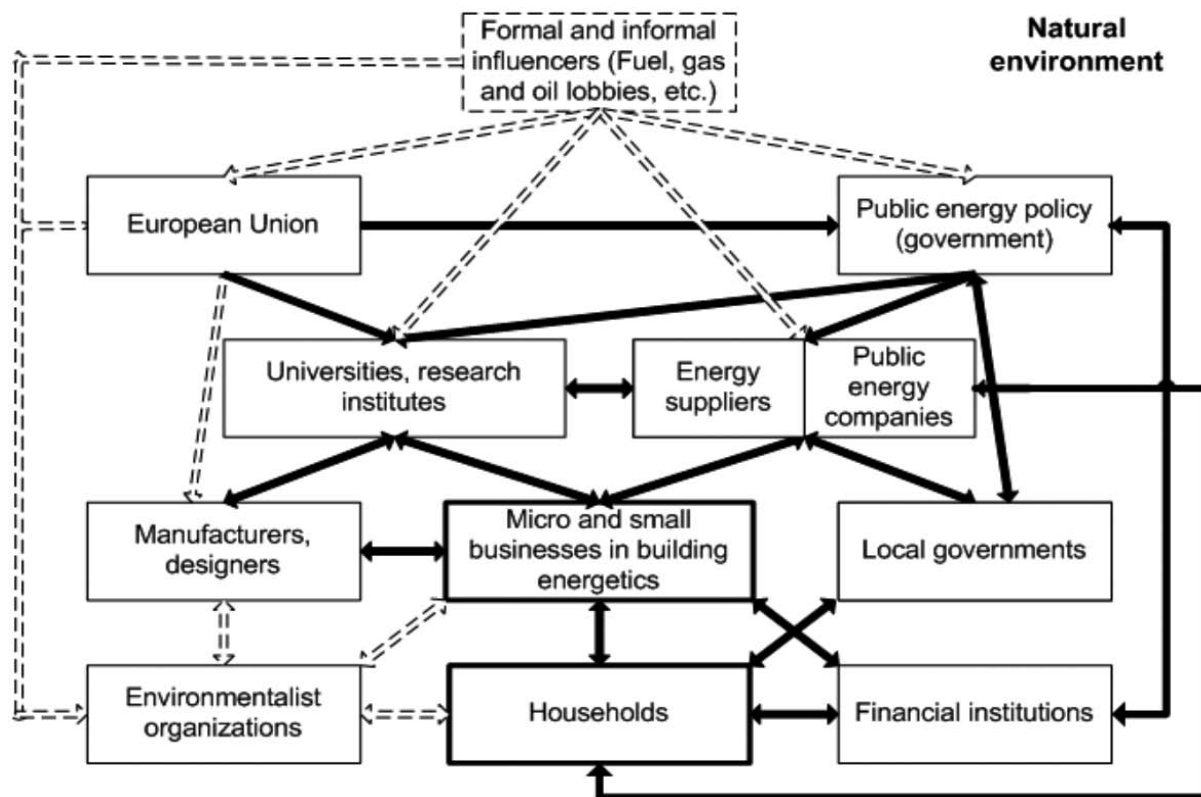 Formal and informal
influencers (Fuel, gas
and oil lobbies, etc.)
Natural
environment
European Union
Public energy policy
(government)
Universities, research
institutes
Energy
suppliers
Public
energy
companies
Manufacturers,
designers
Micro and small
businesses in building
energetics
Local governments
Environmentalist
organizations
Households
Financial institutions